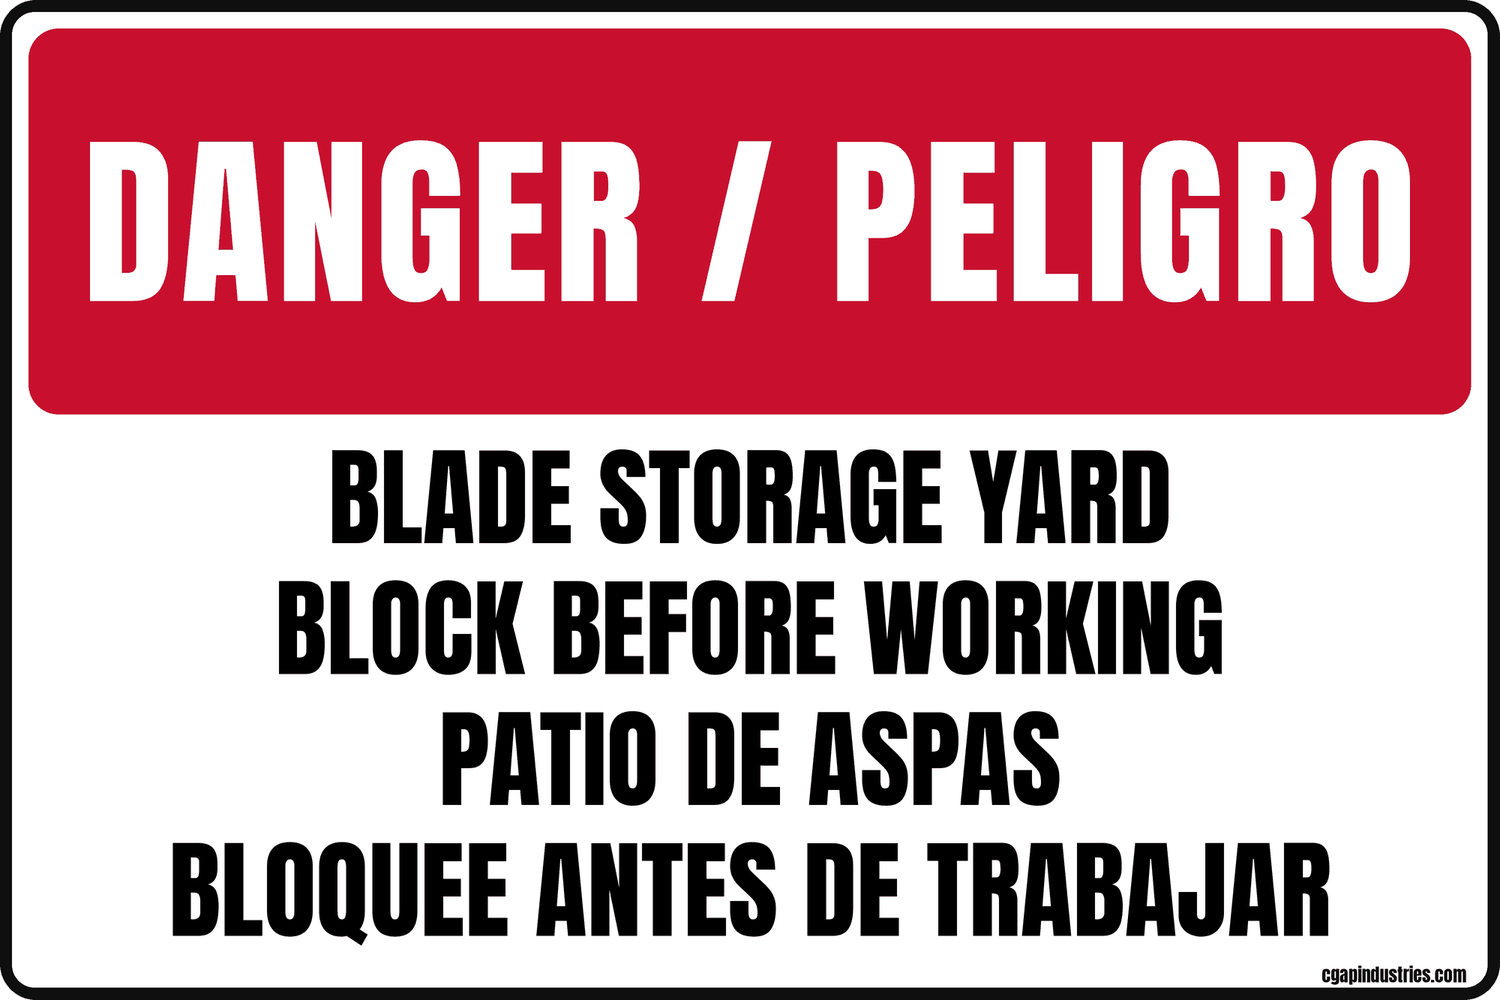 DANGER / PELIGRO
BLADE STORAGE YARD
BLOCK BEFORE WORKING
PATIO DE ASPAS
BLOQUEE ANTES DE TRABAJAR
cgapindustries.com